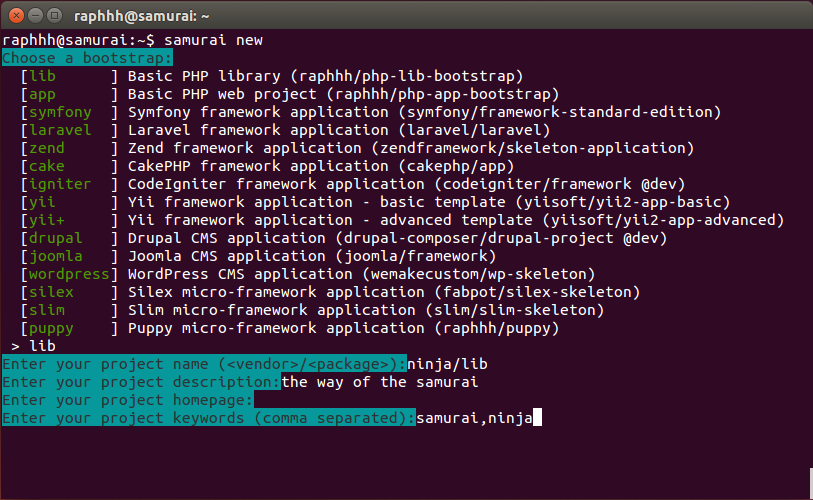 raphhh@samurai: ~
raphhh@samurai:~$ samurai new
Choose a bootstrap:
  [lib      ] Basic PHP library (raphhh/php-lib-bootstrap)
  [app      ] Basic PHP web project (raphhh/php-app-bootstrap)
  [symfony  ] Symfony framework application (symfony/framework-standard-edition)
  [laravel  ] Laravel framework application (laravel/laravel)
  [zend     ] Zend framework application (zendframework/skeleton-application)
  [cake     ] CakePHP framework application (cakephp/app)
  [igniter  ] CodeIgniter framework application (codeigniter/framework @dev)
  [yii      ] Yii framework application - basic template (yiisoft/yii2-app-basic)
  [yii+     ] Yii framework application - advanced template (yiisoft/yii2-app-advanced)
  [drupal   ] Drupal CMS application (drupal-composer/drupal-project @dev)
  [joomla   ] Joomla CMS application (joomla/framework)
  [wordpress] WordPress CMS application (wemakecustom/wp-skeleton)
  [silex    ] Silex micro-framework application (fabpot/silex-skeleton)
  [slim     ] Slim micro-framework application (slim/slim-skeleton)
  [puppy    ] Puppy micro-framework application (raphhh/puppy)
 > lib
Enter your project name (<vendor>/<package>):ninja/lib
Enter your project description:the way of the samurai
Enter your project homepage:
Enter your project keywords (comma separated):samurai,ninja